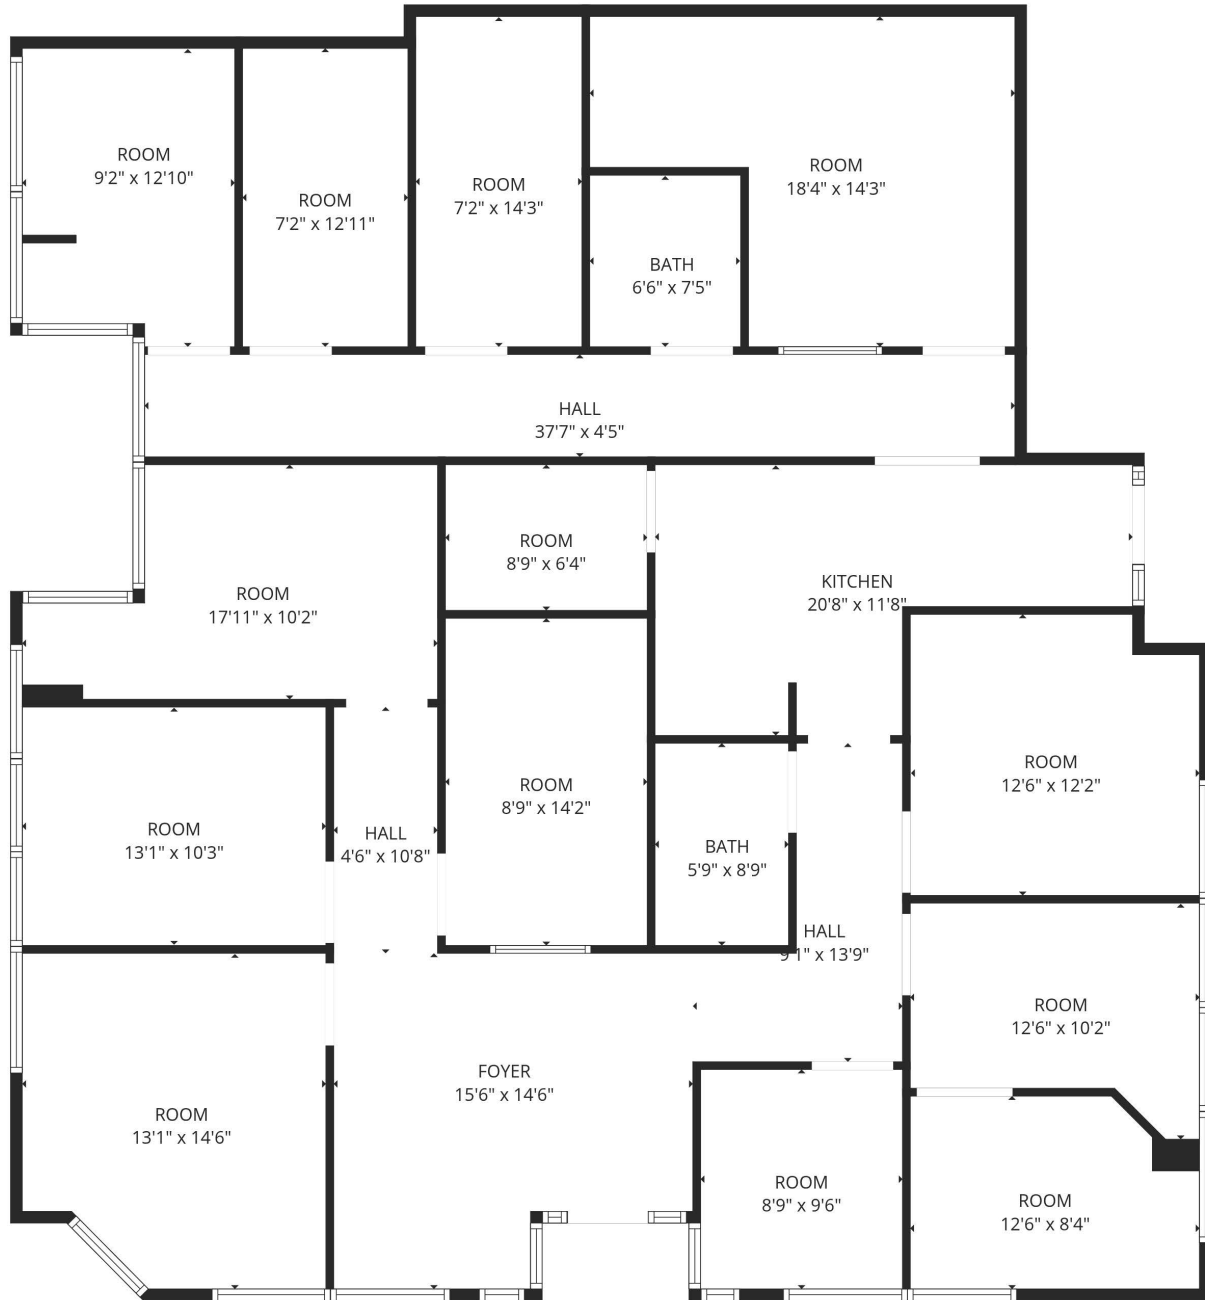 ROOM
9'2" x 12'10"
ROOM
7'2" x 12'11"
ROOM
7'2" x 14'3"
ROOM
18'4" x 14'3"
BATH
6'6" x 7'5"
HALL
37'7" x 4'5"
ROOM
17'11" x 10'2"
ROOM
8'9" x 6'4"
KITCHEN
20'8" x 11'8"
ROOM
13'1" x 10'3"
HALL
4'6" x 10'8"
ROOM
8'9" x 14'2"
BATH
5'9" x 8'9"
ROOM
12'6" x 12'2"
HALL
9'1" x 13'9"
ROOM
12'6" x 10'2"
ROOM
13'1" x 14'6"
FOYER
15'6" x 14'6"
ROOM
8'9" x 9'6"
ROOM
12'6" x 8'4"